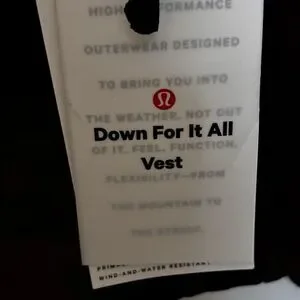 HIGH PERFORMANCE
OUTERWEAR DESIGNED
TO BRING YOU INTO
THE WEATHER, NOT OUT
Down For It All
OF IT. FEEL, FUNCTION,
Vest
FLEXIBILITY—FROM
THE MOUNTAIN TO
THE STREET.
WIND-AND-WATER RESISTANT